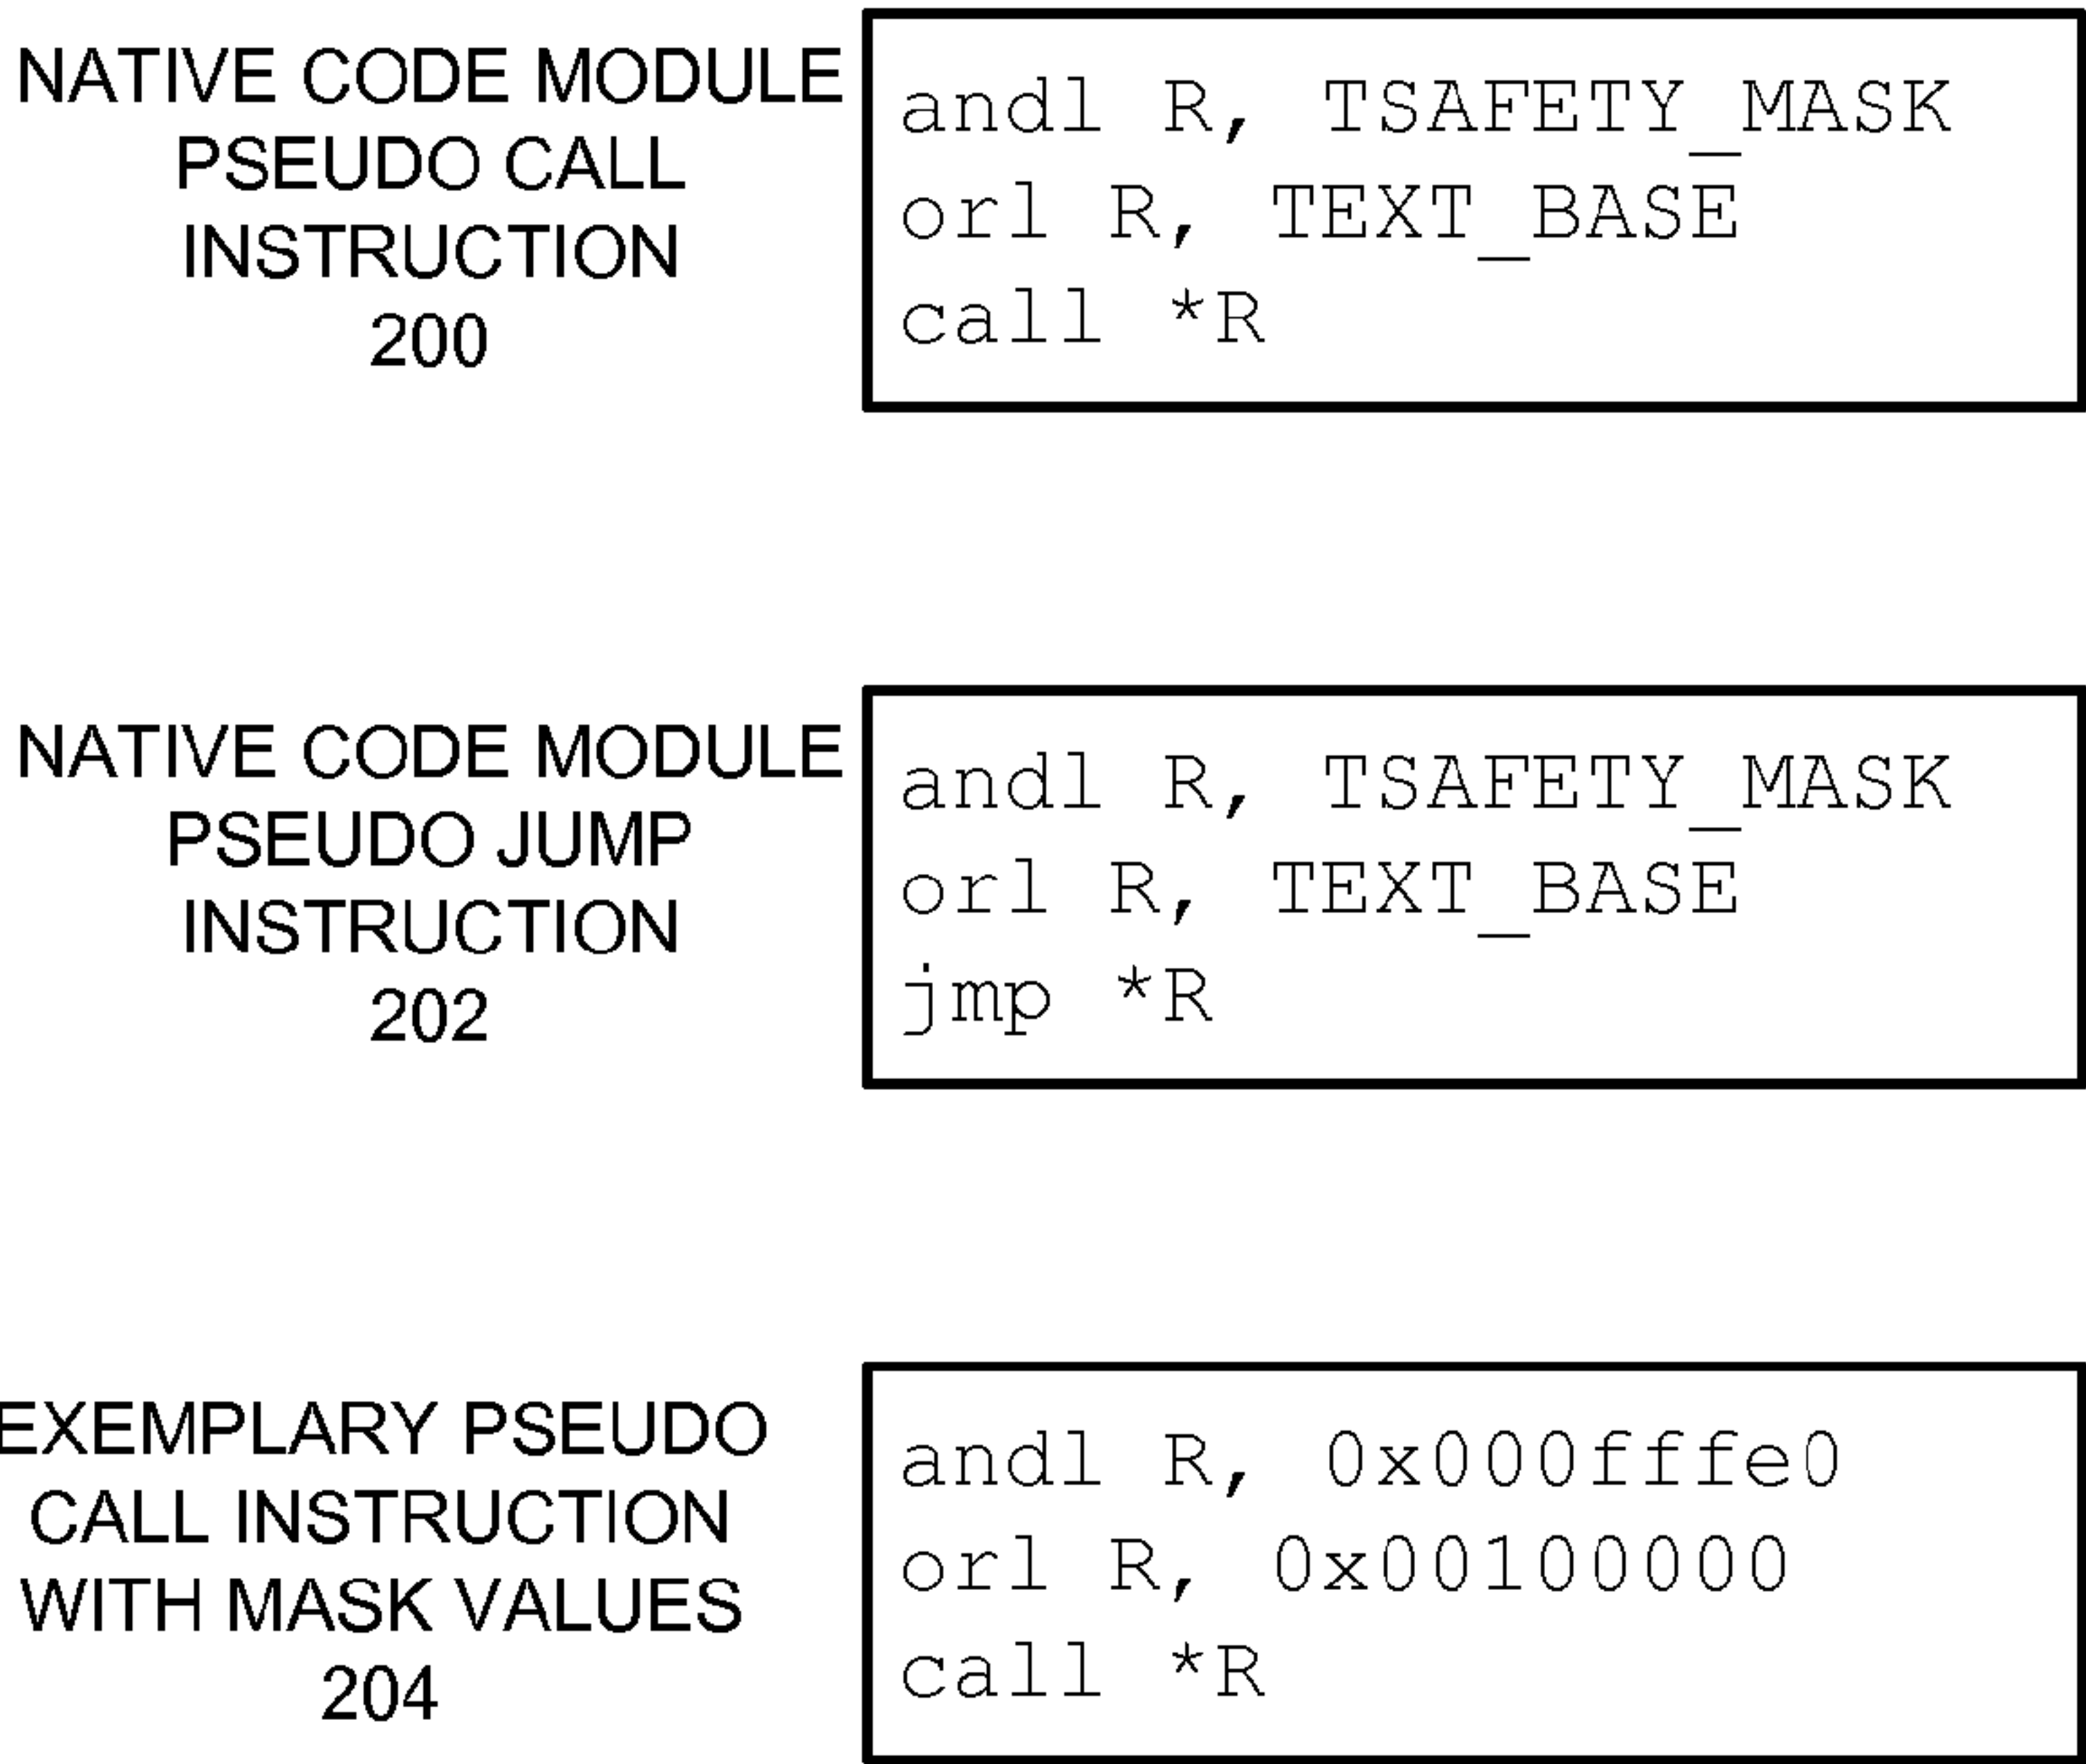 NATIVE CODE MODULE
PSEUDO CALL
INSTRUCTION
200
andl R, TSAFETY_MASK
orl R, TEXT_BASE
call *R
NATIVE CODE MODULE
PSEUDO JUMP
INSTRUCTION
202
andl R, TSAFETY_MASK
orl R, TEXT_BASE
jmp *R
EXEMPLARY PSEUDO
CALL INSTRUCTION
WITH MASK VALUES
204
andl R, 0x000fffe0
orl R, 0x00100000
call *R